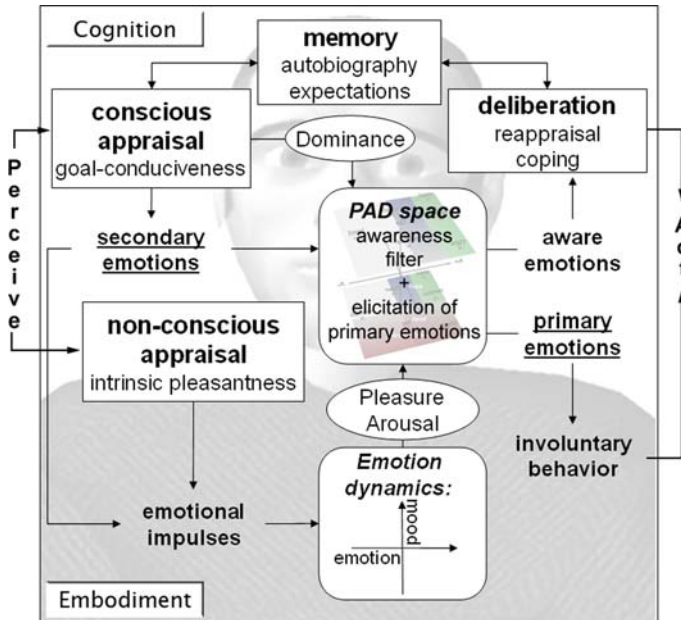 Cognition
memory
autobiography
expectations
conscious
appraisal
goal-conduciveness
Dominance
deliberation
reappraisal
coping
Perceive
PAD space
awareness
filter
+
elicitation of
primary emotions
secondary
emotions
aware
emotions
non-conscious
appraisal
intrinsic pleasantness
primary
emotions
Pleasure
Arousal
involuntary
behavior
Emotion
dynamics:
mood
emotion
emotional
impulses
Embodiment